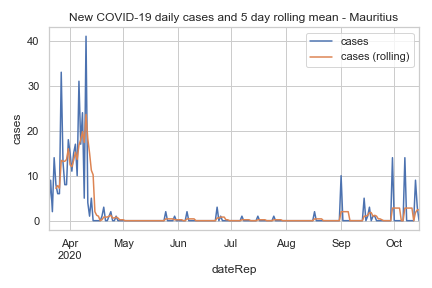 New COVID-19 daily cases and 5 day rolling mean - Mauritius
cases
cases (rolling)
40
30
20
10
0
cases
Apr May Jun Jul Aug Sep Oct
2020
dateRep